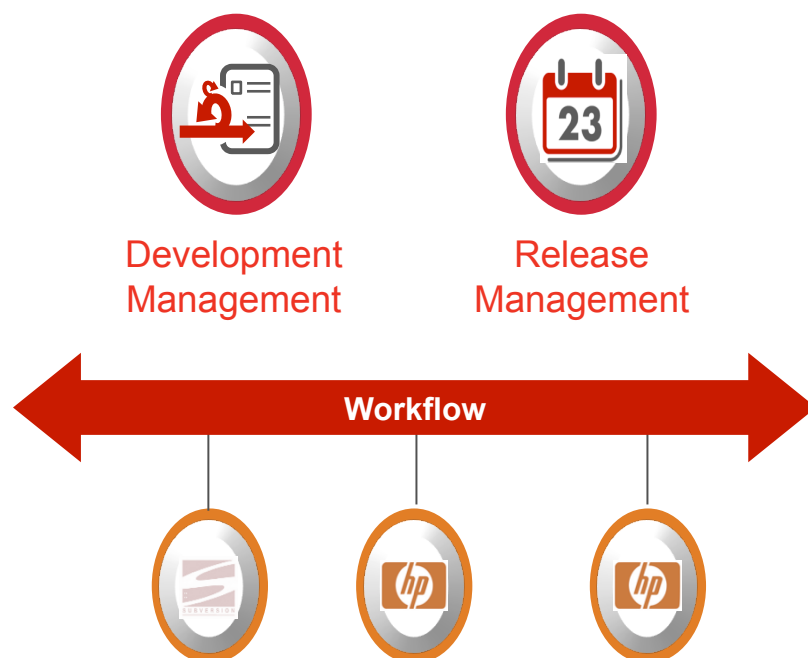 23
Development
Management
Release
Management
Workflow
SUBVERSION
hp
hp